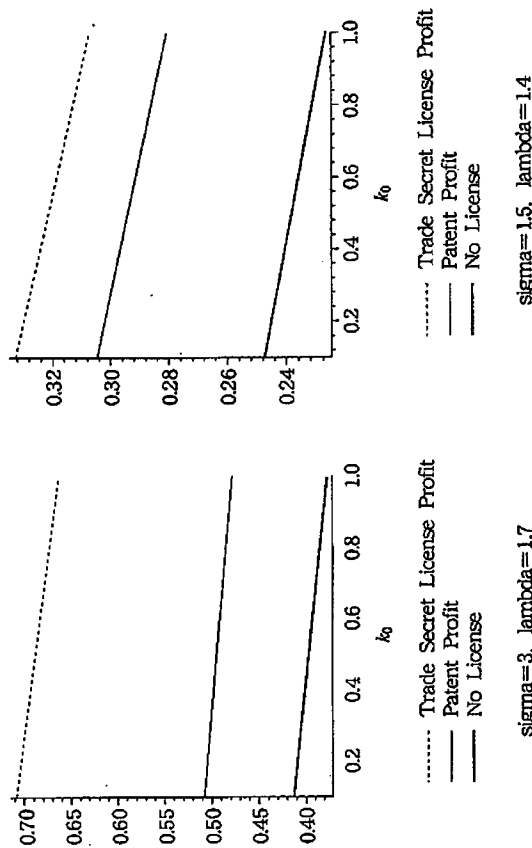 0.70
0.65
0.60
0.55
0.50
0.45
0.40
0.2
0.4
0.6
0.8
1.0
k0
Trade Secret License Profit
Patent Profit
No License
sigma=3, lambda=1.7
0.32
0.30
0.28
0.26
0.24
0.2
0.4
0.6
0.8
1.0
k0
Trade Secret License Profit
Patent Profit
No License
sigma=1.5, lambda=1.4